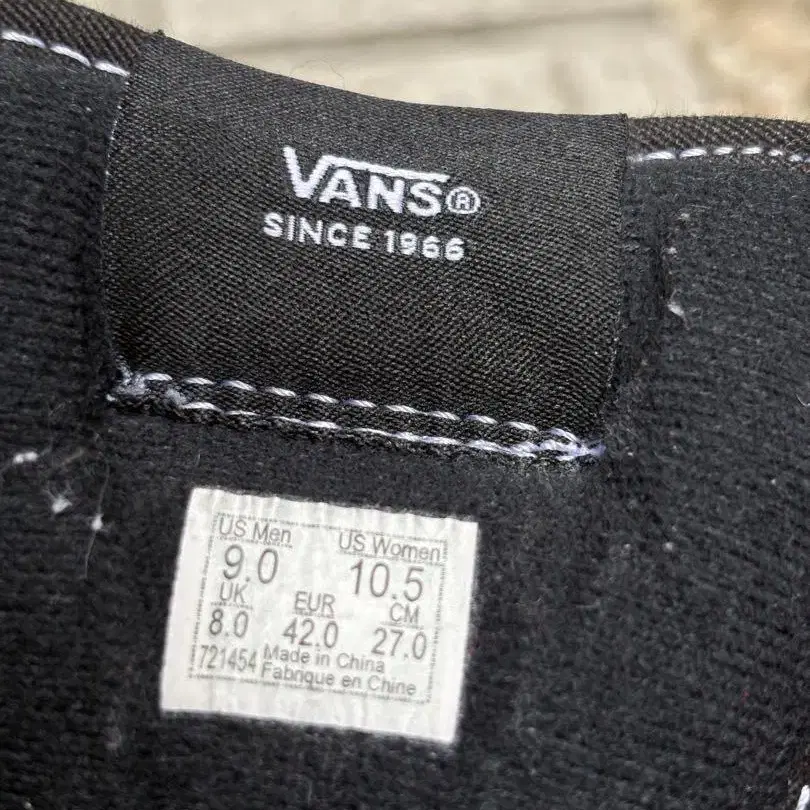 VANS®
SINCE 1966
US Men US Women
9.0 10.5
UK EUR CM
8.0 42.0 27.0
721454 Made in China
Fabrique en Chine